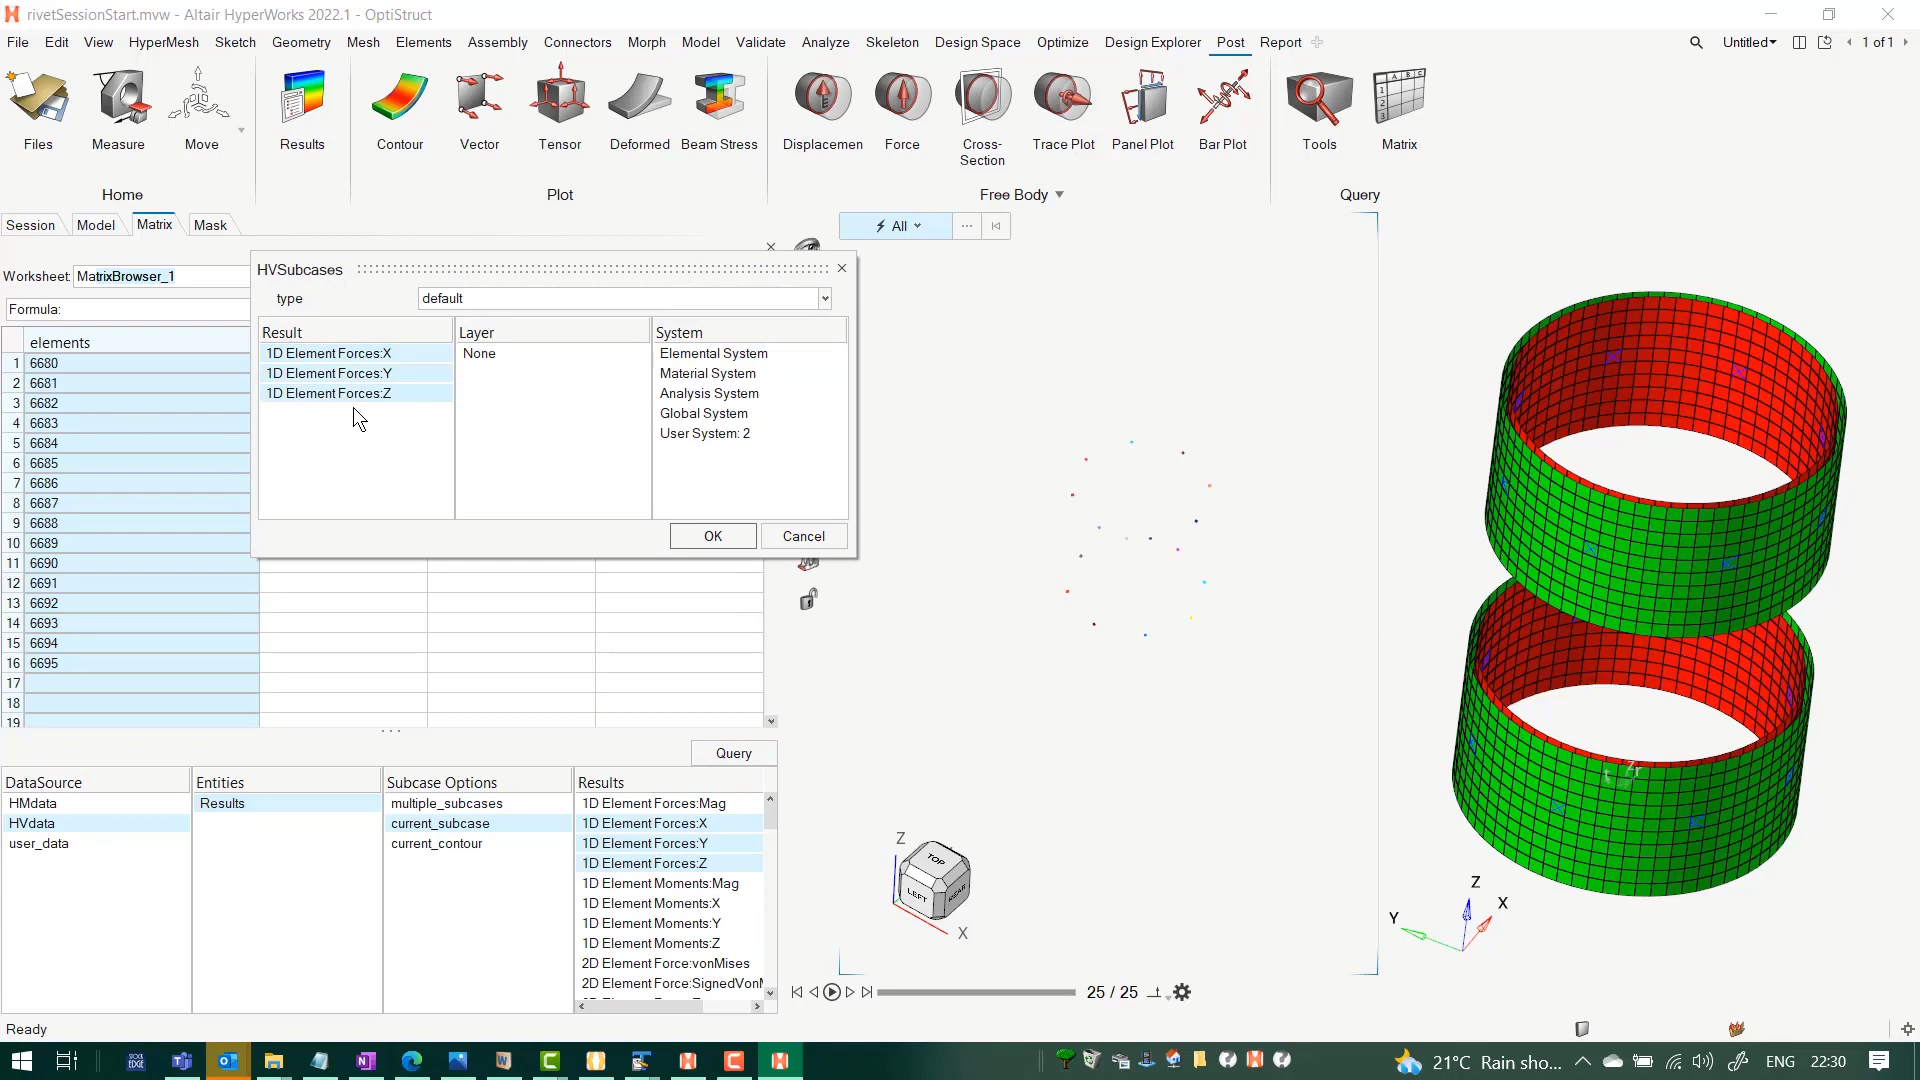 rivetSessionStart.mvw - Altair HyperWorks 2022.1 - OptiStruct
File Edit View HyperMesh Sketch Geometry Mesh Elements Assembly Connectors Morph Model Validate Analyze Skeleton Design Space Optimize Design Explorer Post Report Untitled 1 of 1
Files Measure Move Results Contour Vector Tensor Deformed Beam Stress Displacemen Force Cross-Section Trace Plot Panel Plot Bar Plot Tools Matrix
Home Plot Free Body Query
Session Model Matrix Mask
All
Worksheet MatrixBrowser_1
Formula:
elements
1 6680
2 6681
3 6682
4 6683
5 6684
6 6685
7 6686
8 6687
9 6688
10 6689
11 6690
12 6691
13 6692
14 6693
15 6694
16 6695
17
18
19
HVSubcases
type default
Result Layer System
1D Element Forces:X None Elemental System
1D Element Forces:Y Material System
1D Element Forces:Z Analysis System
Global System
User System: 2
OK Cancel
Query
DataSource Entities Subcase Options Results
HMdata Results multiple_subcases 1D Element Forces:Mag
HVdata current_subcase 1D Element Forces:X
user_data current_contour 1D Element Forces:Y
1D Element Forces:Z
1D Element Moments:Mag
1D Element Moments:X
1D Element Moments:Y
1D Element Moments:Z
2D Element Force:vonMises
2D Element Force:SignedVonM
Z
TOP
LEFT REAR
X
Z
X
Y
25 / 25
Ready
21°C Rain sho... ENG 22:30